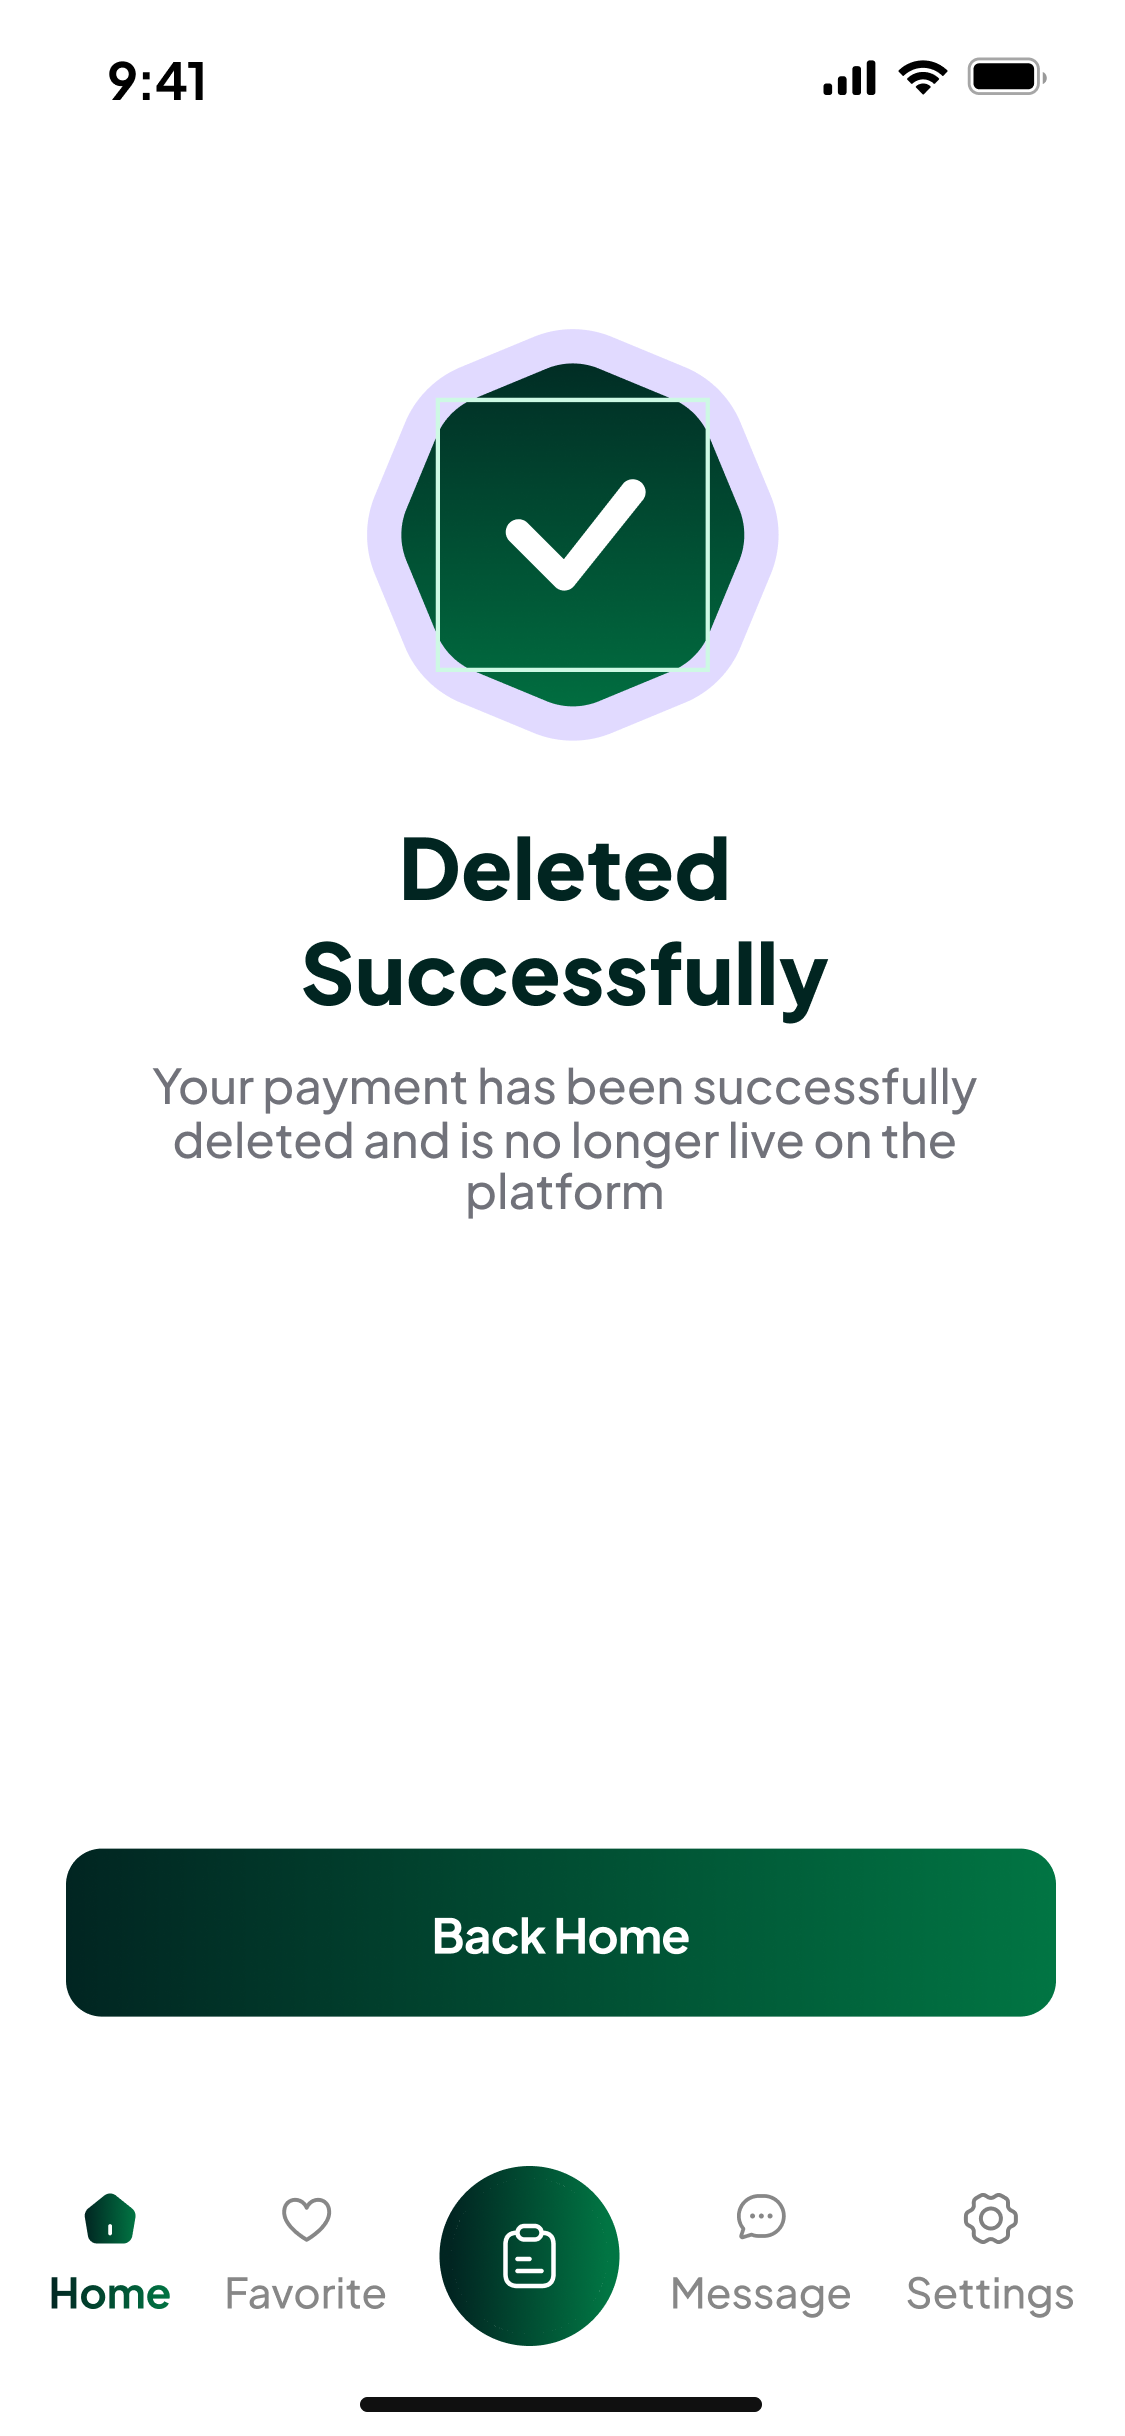 9:41
Deleted
Successfully
Your payment has been successfully
deleted and is no longer live on the
platform
Back Home
Home
Favorite
Message
Settings